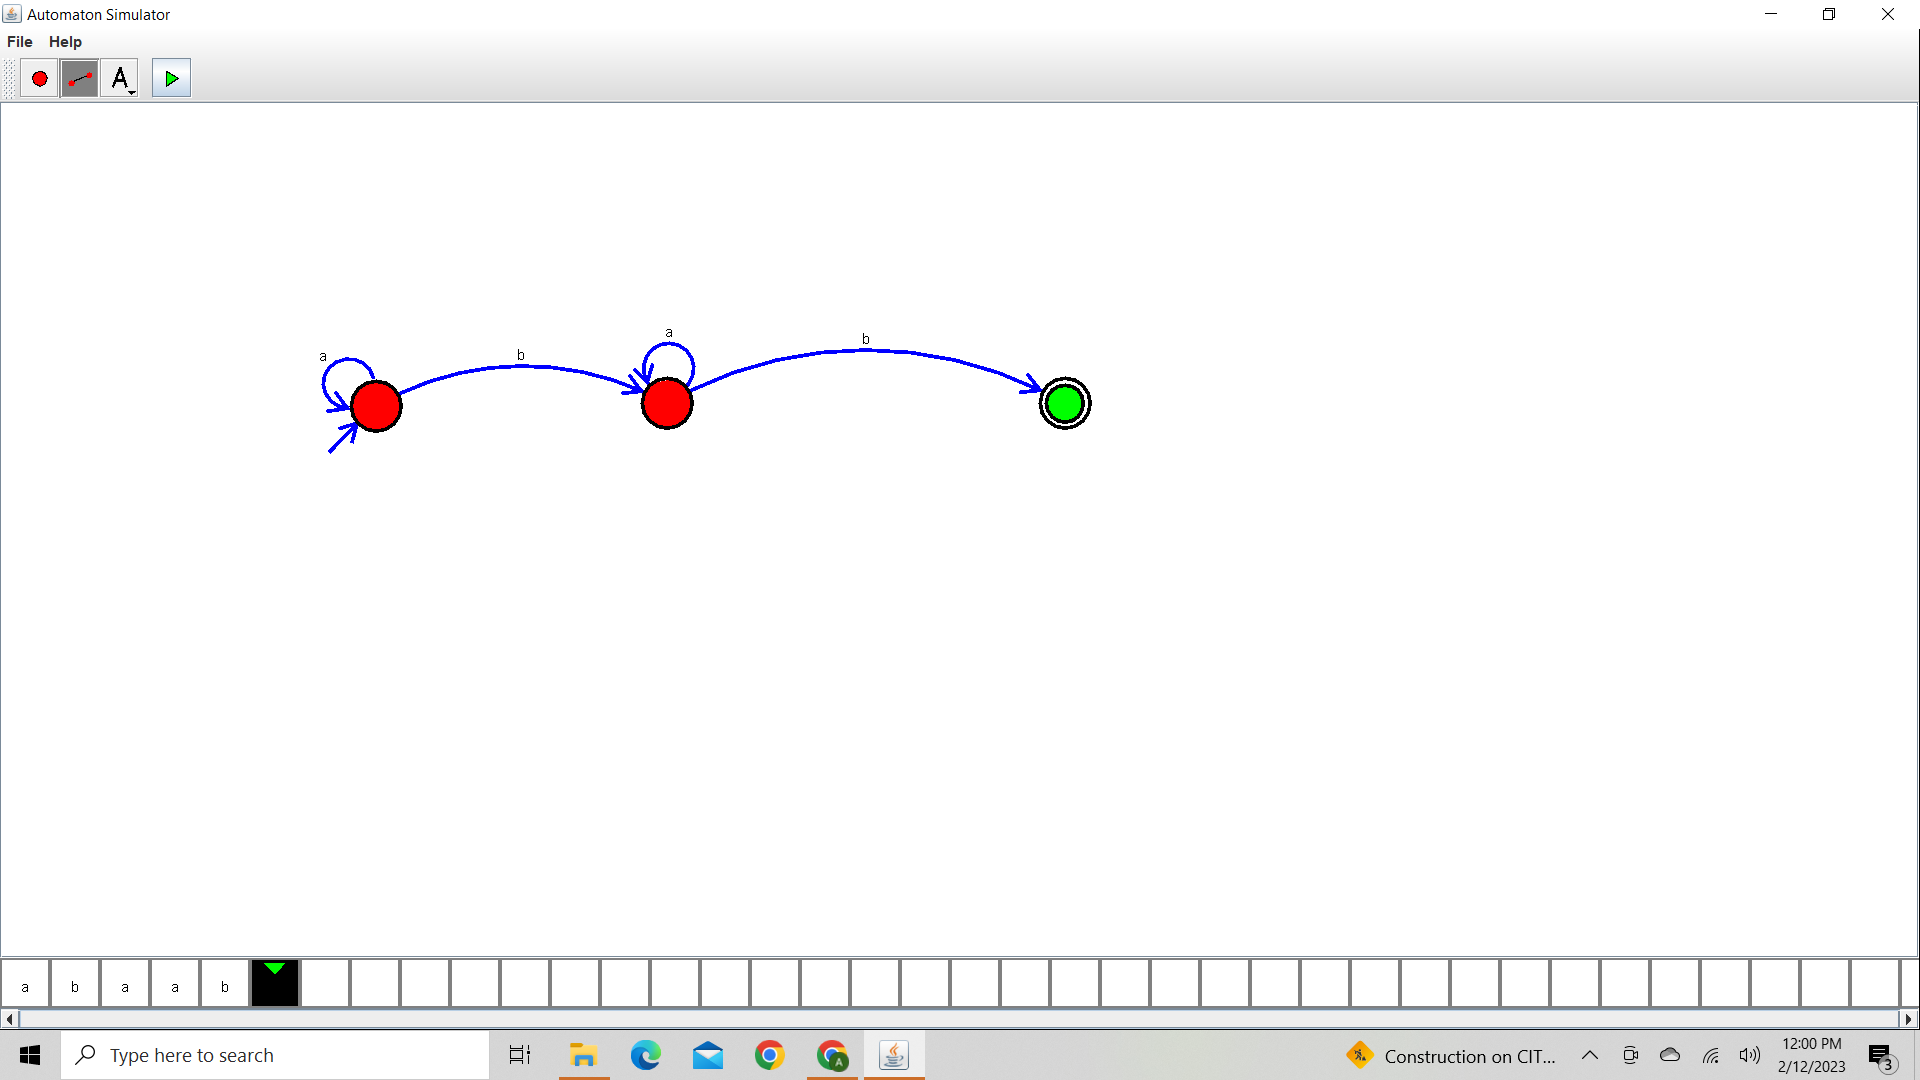 Automaton Simulator
File Help
A
a
b
a
b
a b a a b
Type here to search
A
Construction on CIT...
12:00 PM
2/12/2023
3